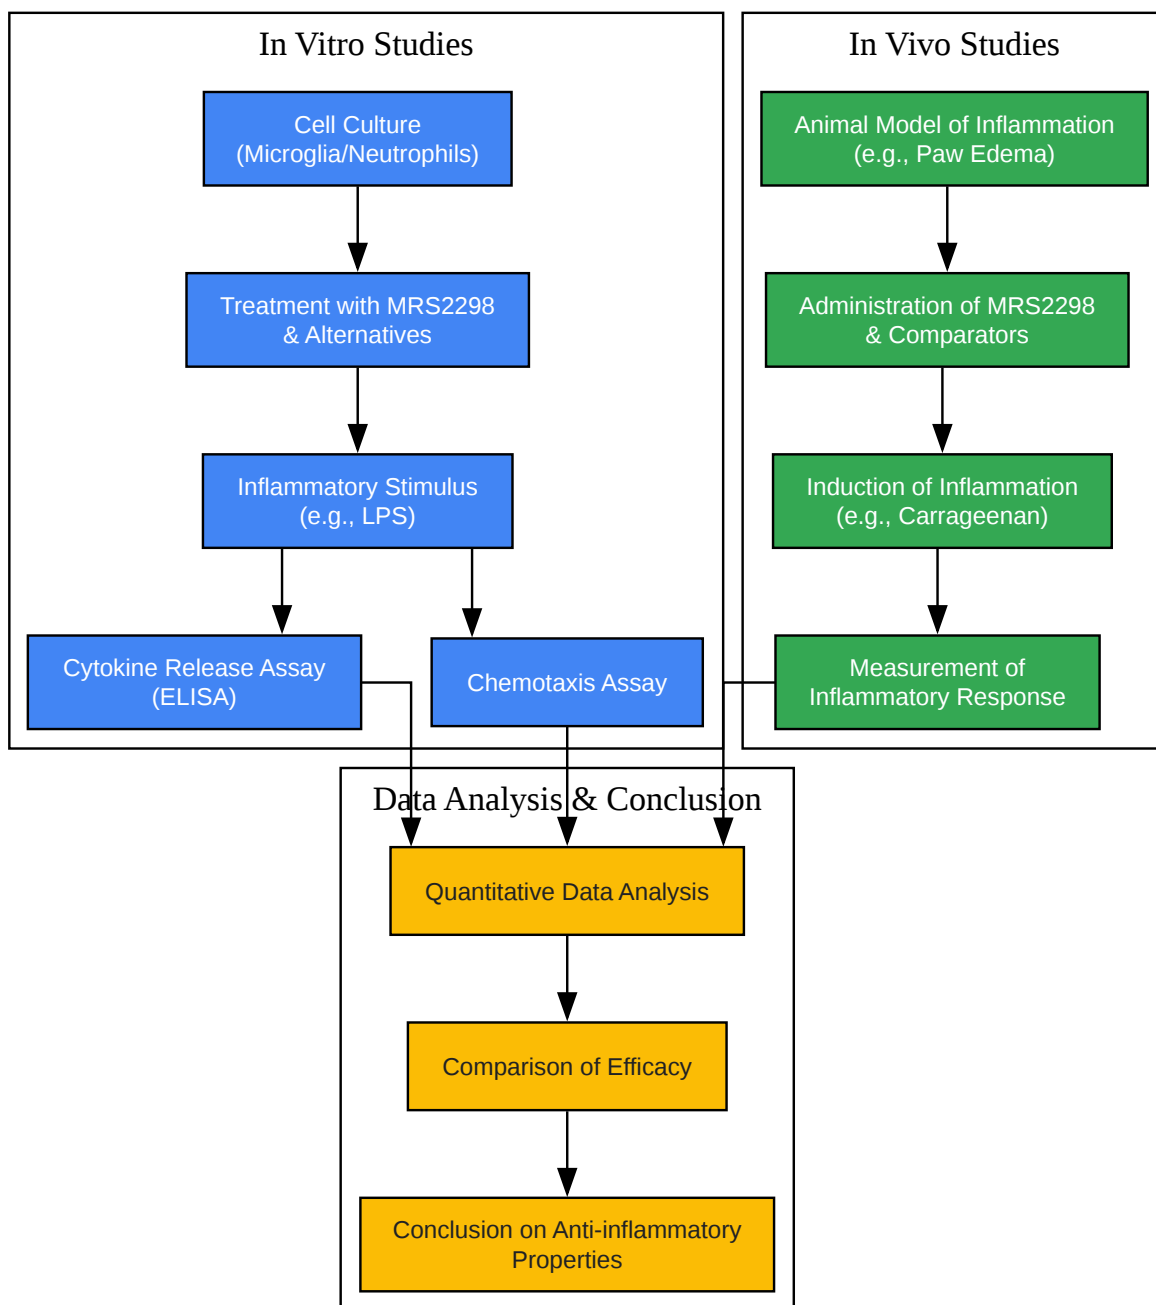 In Vitro Studies
Cell Culture
(Microglia/Neutrophils)
Treatment with MRS2298
& Alternatives
Inflammatory Stimulus
(e.g., LPS)
Cytokine Release Assay
(ELISA)
Chemotaxis Assay
In Vivo Studies
Animal Model of Inflammation
(e.g., Paw Edema)
Administration of MRS2298
& Comparators
Induction of Inflammation
(e.g., Carrageenan)
Measurement of
Inflammatory Response
Data Analysis & Conclusion
Quantitative Data Analysis
Comparison of Efficacy
Conclusion on Anti-inflammatory
Properties